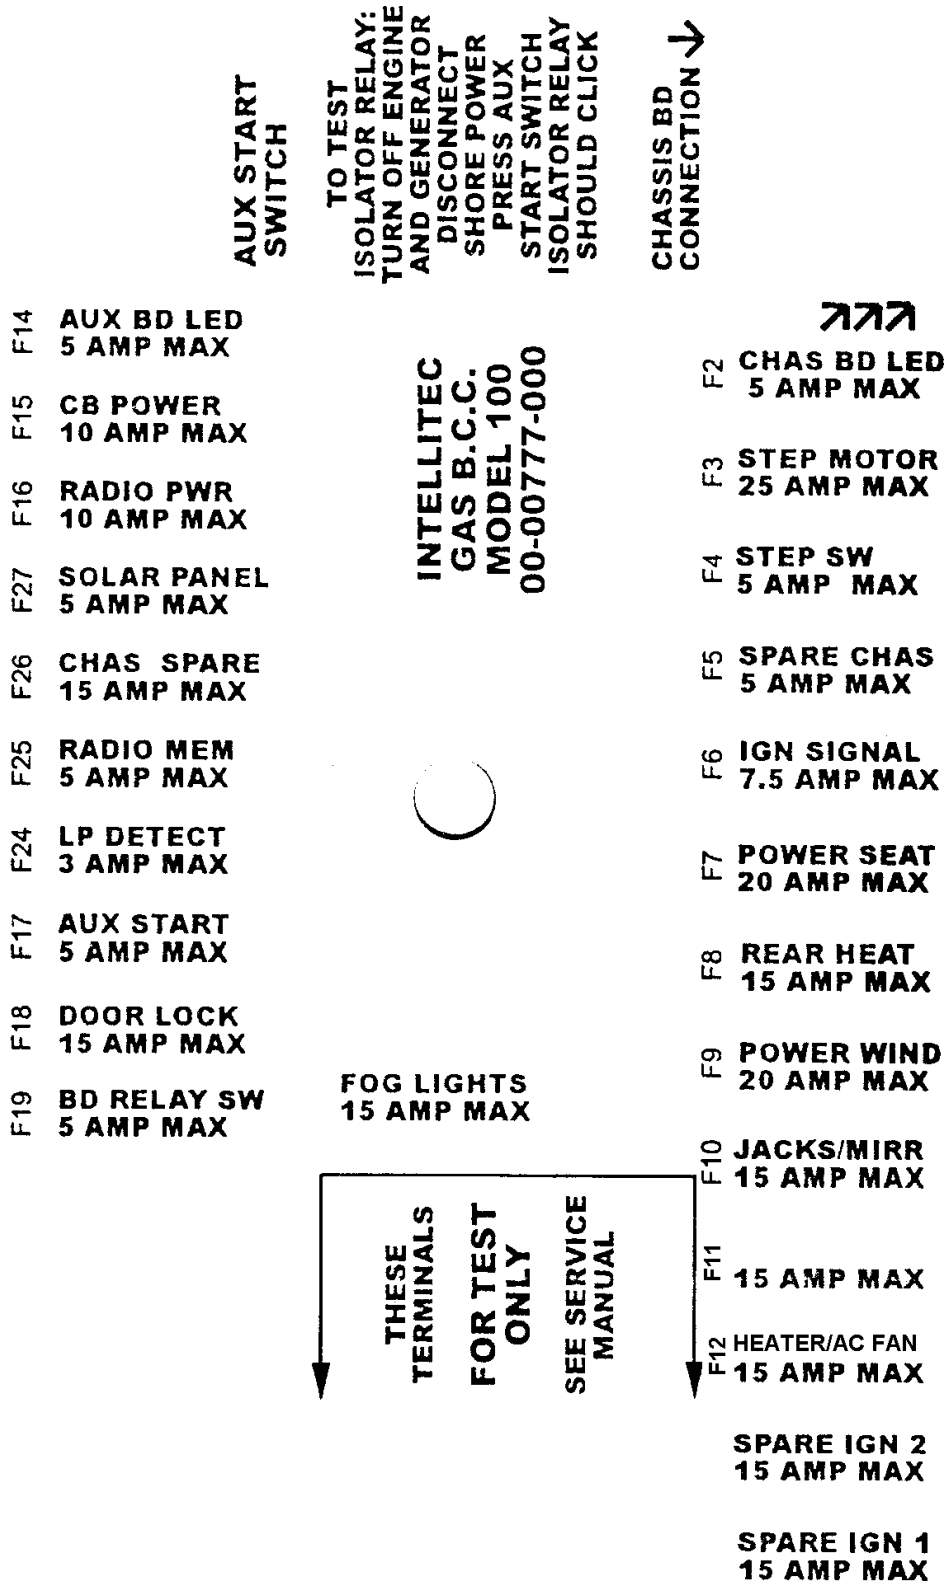 AUX START
SWITCH
TO TEST
ISOLATOR RELAY:
TURN OFF ENGINE
AND GENERATOR
DISCONNECT
SHORE POWER
PRESS AUX
START SWITCH
ISOLATOR RELAY
SHOULD CLICK
CHASSIS BD
CONNECTION
INTELLITEC
GAS B.C.C.
MODEL 100
00-00777-000
F14
AUX BD LED
5 AMP MAX
F15
CB POWER
10 AMP MAX
F16
RADIO PWR
10 AMP MAX
F27
SOLAR PANEL
5 AMP MAX
F26
CHAS SPARE
15 AMP MAX
F25
RADIO MEM
5 AMP MAX
F24
LP DETECT
3 AMP MAX
F17
AUX START
5 AMP MAX
F18
DOOR LOCK
15 AMP MAX
F19
BD RELAY SW
5 AMP MAX
FOG LIGHTS
15 AMP MAX
THESE
TERMINALS
FOR TEST
ONLY
SEE SERVICE
MANUAL
F2
CHAS BD LED
5 AMP MAX
F3
STEP MOTOR
25 AMP MAX
F4
STEP SW
5 AMP MAX
F5
SPARE CHAS
5 AMP MAX
F6
IGN SIGNAL
7.5 AMP MAX
F7
POWER SEAT
20 AMP MAX
F8
REAR HEAT
15 AMP MAX
F9
POWER WIND
20 AMP MAX
F10
JACKS/MIRR
15 AMP MAX
F11
15 AMP MAX
F12
HEATER/AC FAN
15 AMP MAX
SPARE IGN 2
15 AMP MAX
SPARE IGN 1
15 AMP MAX